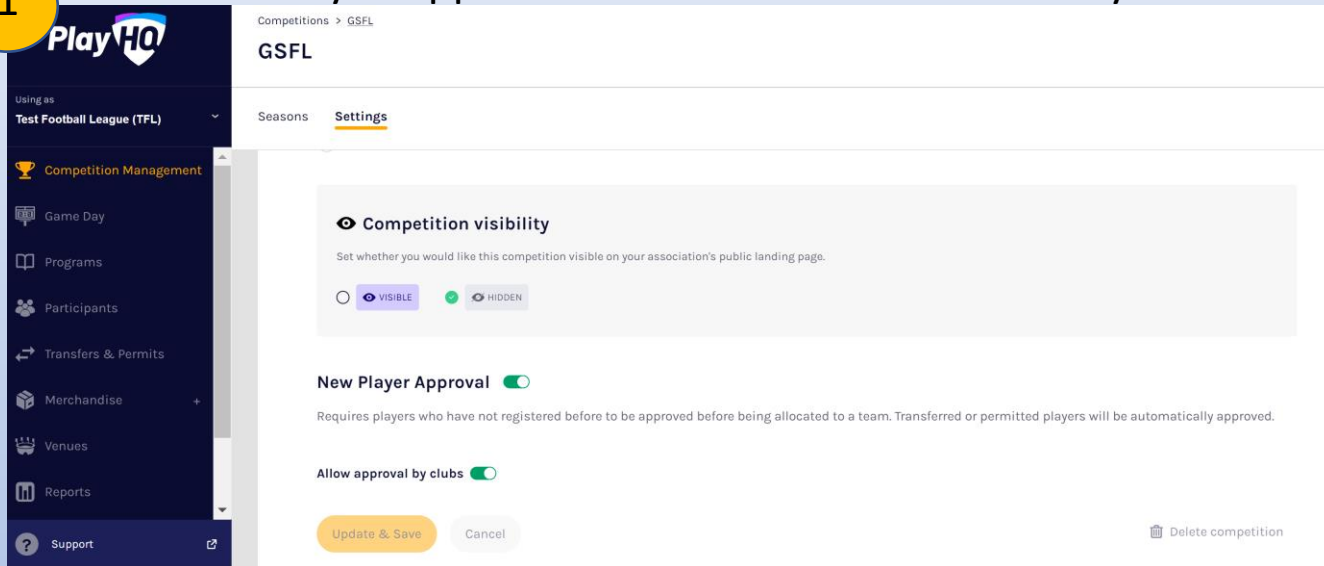 1
PlayHQ
Using as
Test Football League (TFL)
Competition Management
Game Day
Programs
Participants
Transfers & Permits
Merchandise +
Venues
Reports
? Support
Competitions > GSFL
GSFL
Seasons Settings
Competition visibility
Set whether you would like this competition visible on your association's public landing page.
VISIBLE HIDDEN
New Player Approval
Requires players who have not registered before to be approved before being allocated to a team. Transferred or permitted players will be automatically approved.
Allow approval by clubs
Update & Save Cancel Delete competition